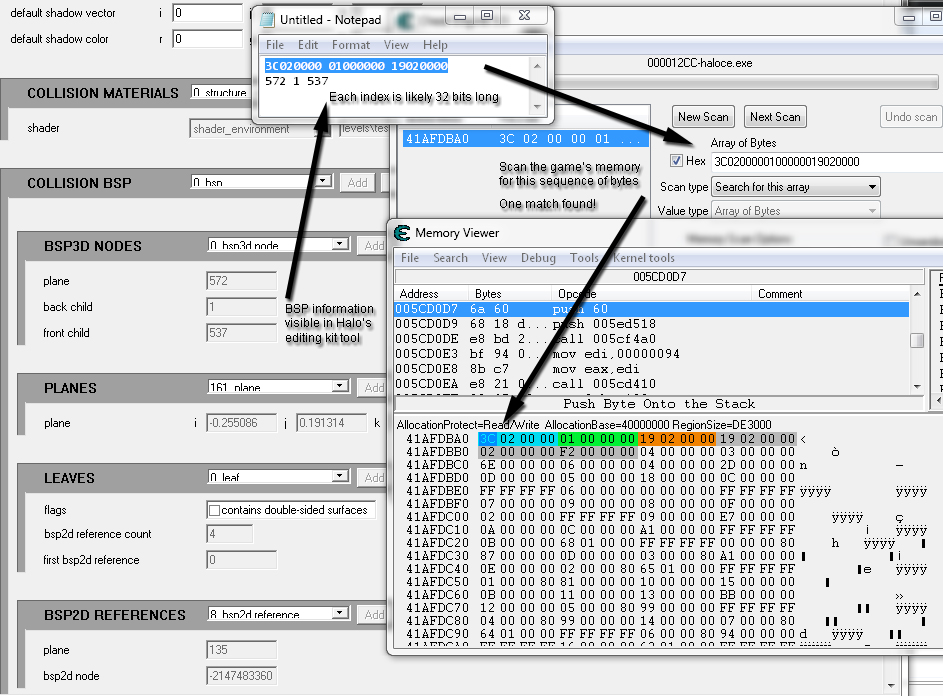 default shadow vector i 0
default shadow color r 0
COLLISION MATERIALS 0. structure
shader shader_environment levels\tes
COLLISION BSP 0. bsp Add
BSP3D NODES 0. bsp3d node Add
plane 572
back child 1
front child 537
PLANES 161. plane Add
plane i -0.255086 j 0.191314 k
LEAVES 0. leaf Add
flags contains double-sided surfaces
bsp2d reference count 4
first bsp2d reference 0
BSP2D REFERENCES 8. bsp2d reference Add
plane 135
bsp2d node -2147483360
Untitled - Notepad
File Edit Format View Help
3C020000 01000000 19020000
572 1 537
Each index is likely 32 bits long
BSP information
visible in Halo's
editing kit tool
000012CC-haloce.exe
New Scan Next Scan Undo scan
Array of Bytes
Hex 3C0200000100000019020000
Scan type Search for this array
Value type Array of Bytes
Memory Scan Options
41AFDBA0 3C 02 00 00 01 ...
Scan the game's memory
for this sequence of bytes
One match found!
Memory Viewer
File Search View Debug Tools Kernel tools
005CD0D7
Address Bytes Opcode Comment
005CD0D7 6a 60 push 60
005CD0D9 68 18 d... push 005ed518
005CD0DE e8 bd 2... call 005cf4a0
005CD0E3 bf 94 0... mov edi,00000094
005CD0E8 8b c7 mov eax,edi
005CD0EA e8 21 0... call 005cd410
Push Byte Onto the Stack
AllocationProtect=Read/Write AllocationBase=40000000 RegionSize=DE3000
41AFDBA0 3C 02 00 00 01 00 00 00 19 02 00 00 19 02 00 00 <
41AFDBB0 02 00 00 00 F2 00 00 00 04 00 00 00 03 00 00 00 ò
41AFDBC0 6E 00 00 00 06 00 00 00 04 00 00 00 2D 00 00 00 n -
41AFDBD0 0D 00 00 00 05 00 00 00 18 00 00 00 0C 00 00 00
41AFDBE0 FF FF FF FF 06 00 00 00 00 00 00 00 FF FF FF FF ÿÿÿÿ ÿÿÿÿ
41AFDBF0 07 00 00 00 09 00 00 00 08 00 00 00 0F 00 00 00
41AFDC00 02 00 00 00 FF FF FF FF 09 00 00 00 E7 00 00 00 ÿÿÿÿ ç
41AFDC10 0A 00 00 00 0C 00 00 00 A1 00 00 00 FF FF FF FF ¡ ÿÿÿÿ
41AFDC20 0B 00 00 00 68 01 00 00 FF FF FF FF 00 00 00 80 h ÿÿÿÿ
41AFDC30 87 00 00 00 0D 00 00 00 03 00 00 80 A1 00 00 00 ¡
41AFDC40 0E 00 00 00 02 00 00 80 65 01 00 00 FF FF FF FF e ÿÿÿÿ
41AFDC50 01 00 00 80 81 00 00 00 10 00 00 00 15 00 00 00
41AFDC60 0B 00 00 00 11 00 00 00 13 00 00 00 BB 00 00 00 »
41AFDC70 12 00 00 00 05 00 00 80 99 00 00 00 FF FF FF FF ÿÿÿÿ
41AFDC80 04 00 00 80 99 00 00 00 14 00 00 00 07 00 00 80
41AFDC90 64 01 00 00 FF FF FF FF 06 00 00 80 94 00 00 00 d ÿÿÿÿ